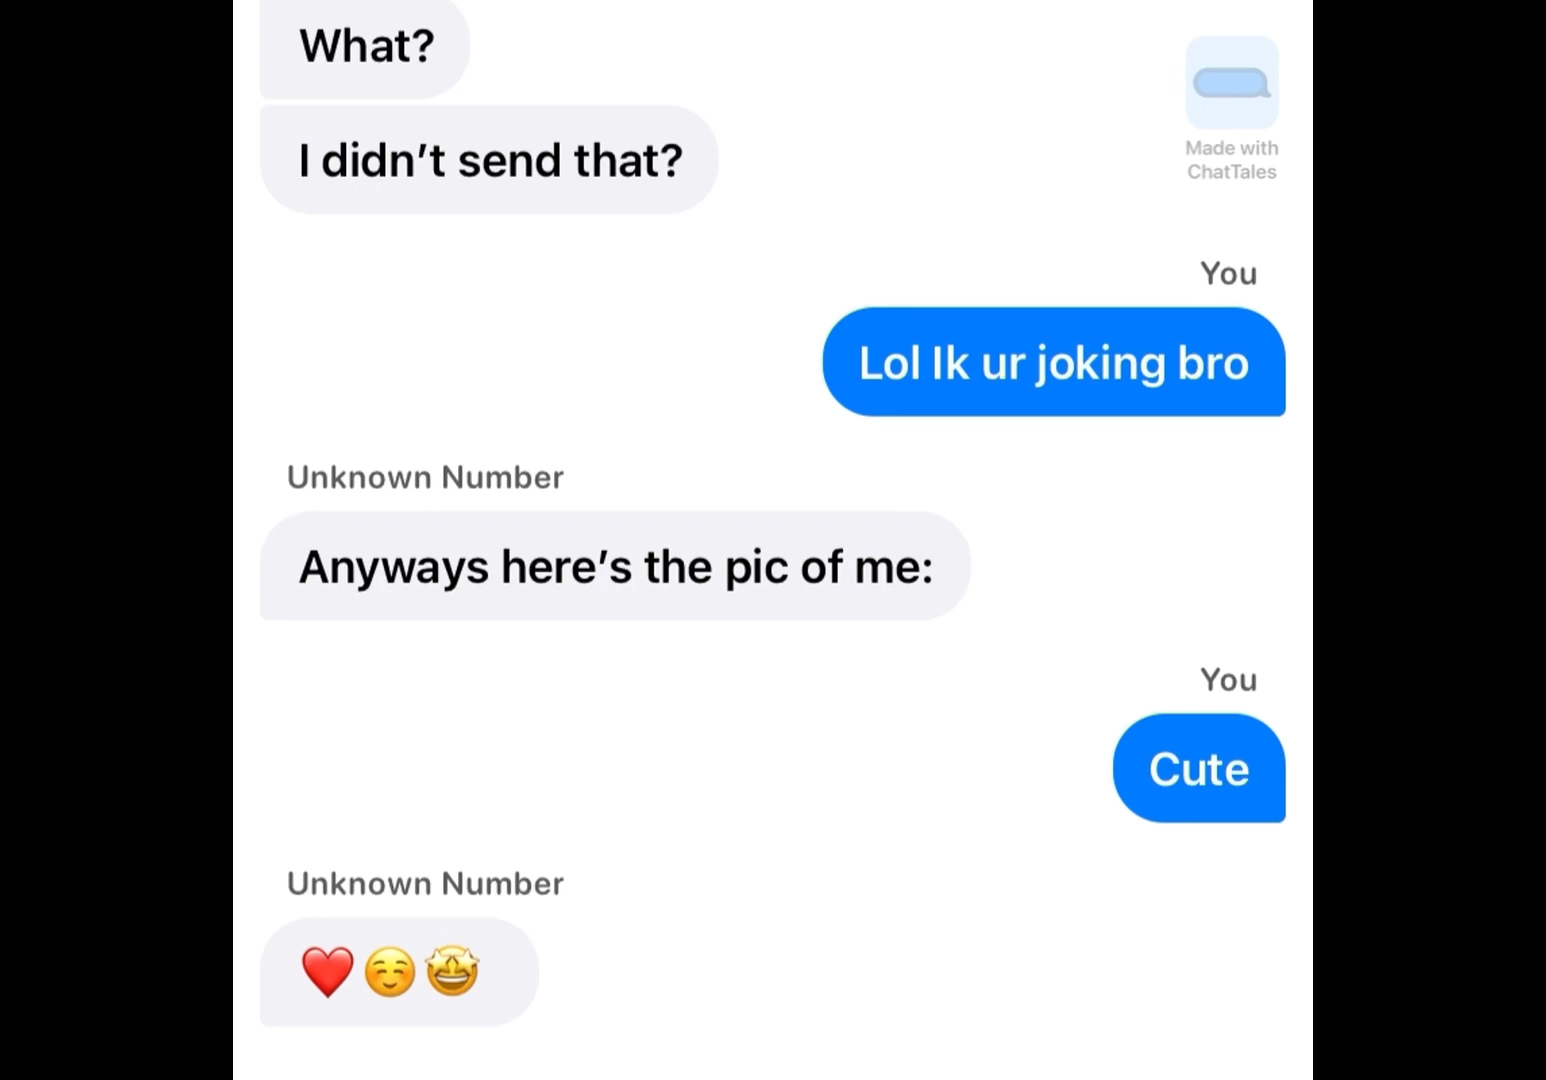 What?
Made with
ChatTales
I didn’t send that?
You
Lol Ik ur joking bro
Unknown Number
Anyways here’s the pic of me:
You
Cute
Unknown Number
❤️☺️🤩